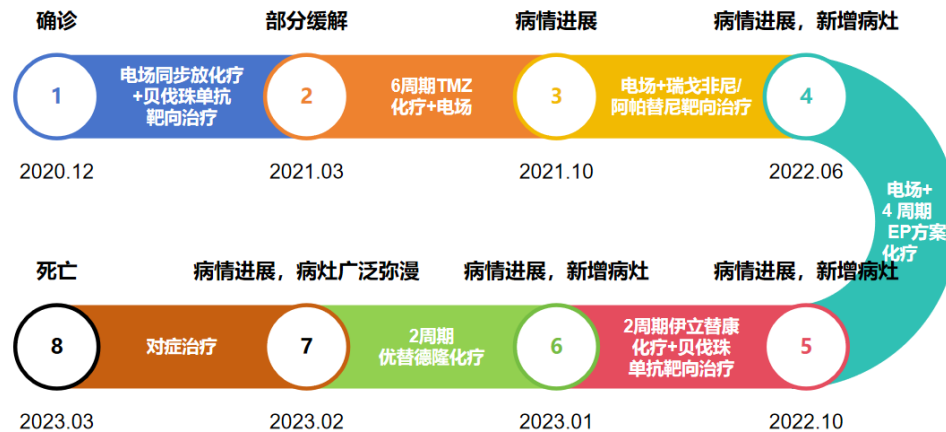 确诊
部分缓解
病情进展
病情进展，新增病灶
1
电场同步放化疗
+贝伐珠单抗
靶向治疗
2
6周期TMZ
化疗+电场
3
电场+瑞戈非尼/
阿帕替尼靶向治疗
4
2020.12
2021.03
2021.10
2022.06
电场+
4 周期
EP方案
化疗
死亡
病情进展，病灶广泛弥漫
病情进展，新增病灶
病情进展，新增病灶
8
对症治疗
7
2周期
优替德隆化疗
6
2周期伊立替康
化疗+贝伐珠
单抗靶向治疗
5
2023.03
2023.02
2023.01
2022.10